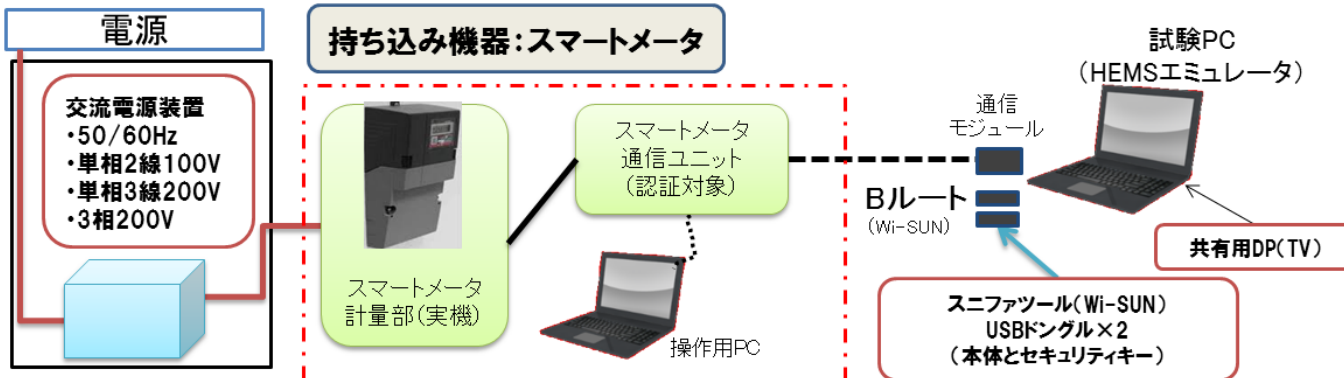 電源
交流電源装置
・50/60Hz
・単相2線100V
・単相3線200V
・3相200V
持ち込み機器：スマートメータ
スマートメータ
計量部(実機)
スマートメータ
通信ユニット
(認証対象)
操作用PC
通信
モジュール
Bルート
(Wi-SUN)
試験PC
(HEMSエミュレータ)
共有用DP(TV)
スニファツール(Wi-SUN)
USBドングル×2
(本体とセキュリティキー)